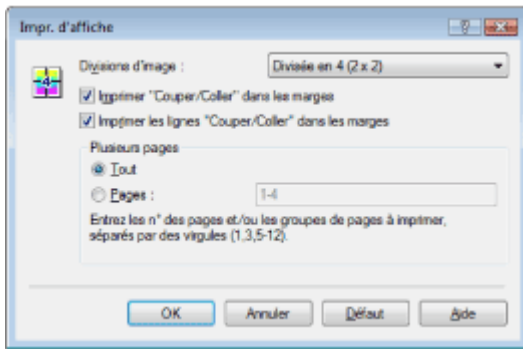 Impr. d'affiche
Divisions d'image : Divisée en 4 (2 x 2)
4
Imprimer "Couper/Coller" dans les marges
Imprimer les lignes "Couper/Coller" dans les marges
Plusieurs pages
Tout
Pages : 1-4
Entrez les n° des pages et/ou les groupes de pages à imprimer,
séparés par des virgules (1,3,5-12).
OK Annuler Défaut Aide